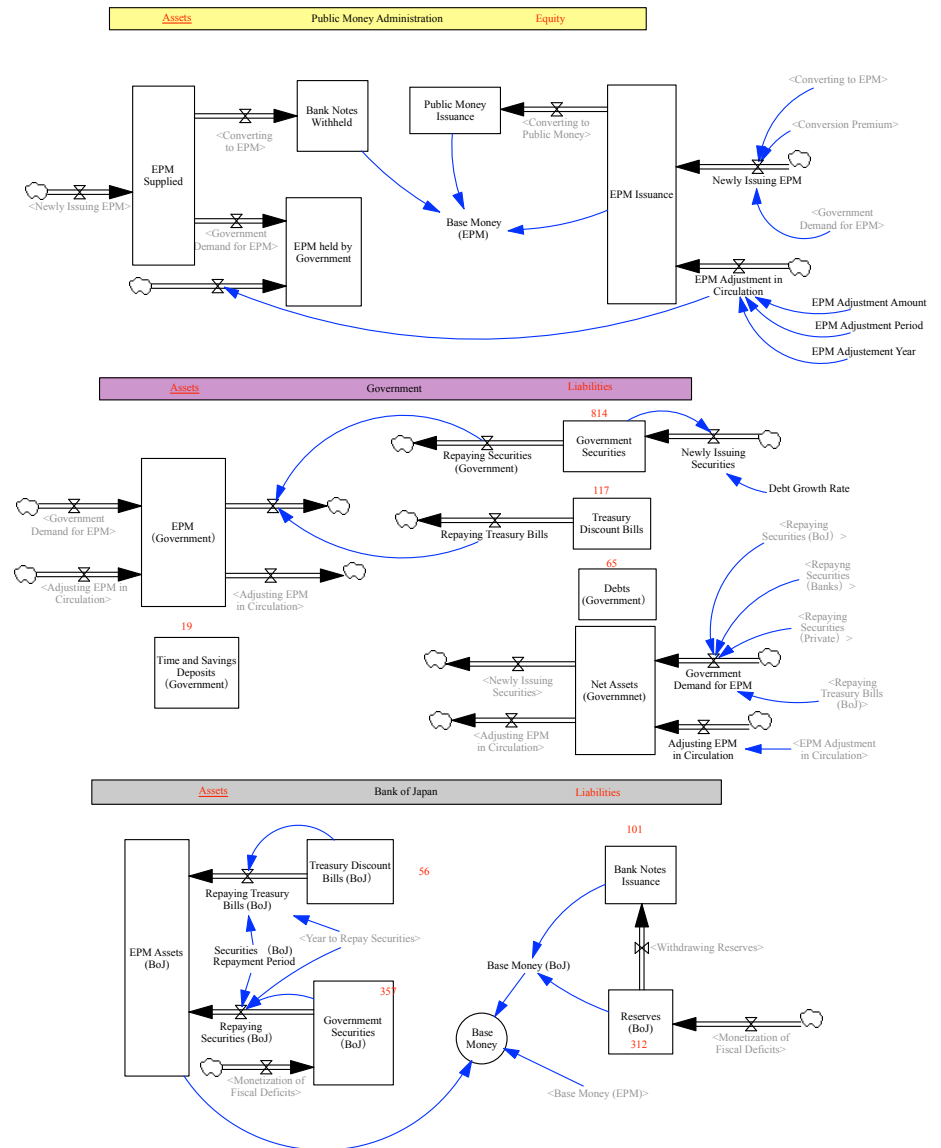 Assets Public Money Administration Equity
<Converting to EPM>
<Conversion Premium>
Bank Notes
Withheld
Public Money
Issuance
<Converting
to EPM>
<Converting to
Public Money>
EPM
Supplied
EPM Issuance
Newly Issuing EPM
<Newly Issuing EPM>
Base Money
(EPM)
<Government
Demand for EPM>
<Government
Demand for EPM>
EPM held by
Government
EPM Adjustment in
Circulation
EPM Adjustment Amount
EPM Adjustment Period
EPM Adjustement Year
Assets Government Liabilities
814
Repaying Securities
(Government)
Government
Securities
Newly Issuing
Securities
Debt Growth Rate
117
<Government
Demand for EPM>
EPM
(Government)
Repaying Treasury Bills
Treasury
Discount Bills
<Repaying
Securities (BoJ) >
65
<Adjusting EPM in
Circulation>
<Adjusting EPM
in Circulation>
Debts
(Government)
<Repayng
Securities
(Banks) >
19
Time and Savings
Deposits
(Government)
<Repaying
Securities
(Private) >
<Newly Issuing
Securities>
Net Assets
(Governmnet)
Government
Demand for EPM
<Repaying
Treasury Bills
(BoJ)>
<Adjusting EPM
in Circulation>
Adjusting EPM
in Circulation
<EPM Adjustment
in Circulation>
Assets Bank of Japan Liabilities
101
Treasury Discount
Bills (BoJ)
56
Bank Notes
Issuance
Repaying Treasury
Bills (BoJ)
<Year to Repay Securities>
Securities (BoJ)
Repayment Period
<Withdrawing Reserves>
EPM Assets
(BoJ)
Base Money (BoJ)
357
Repaying
Securities (BoJ)
Governmemt
Securities
(BoJ)
Base
Money
Reserves
(BoJ)
312
<Monetization of
Fiscal Deficits>
<Monetization of
Fiscal Deficits>
<Base Money (EPM)>